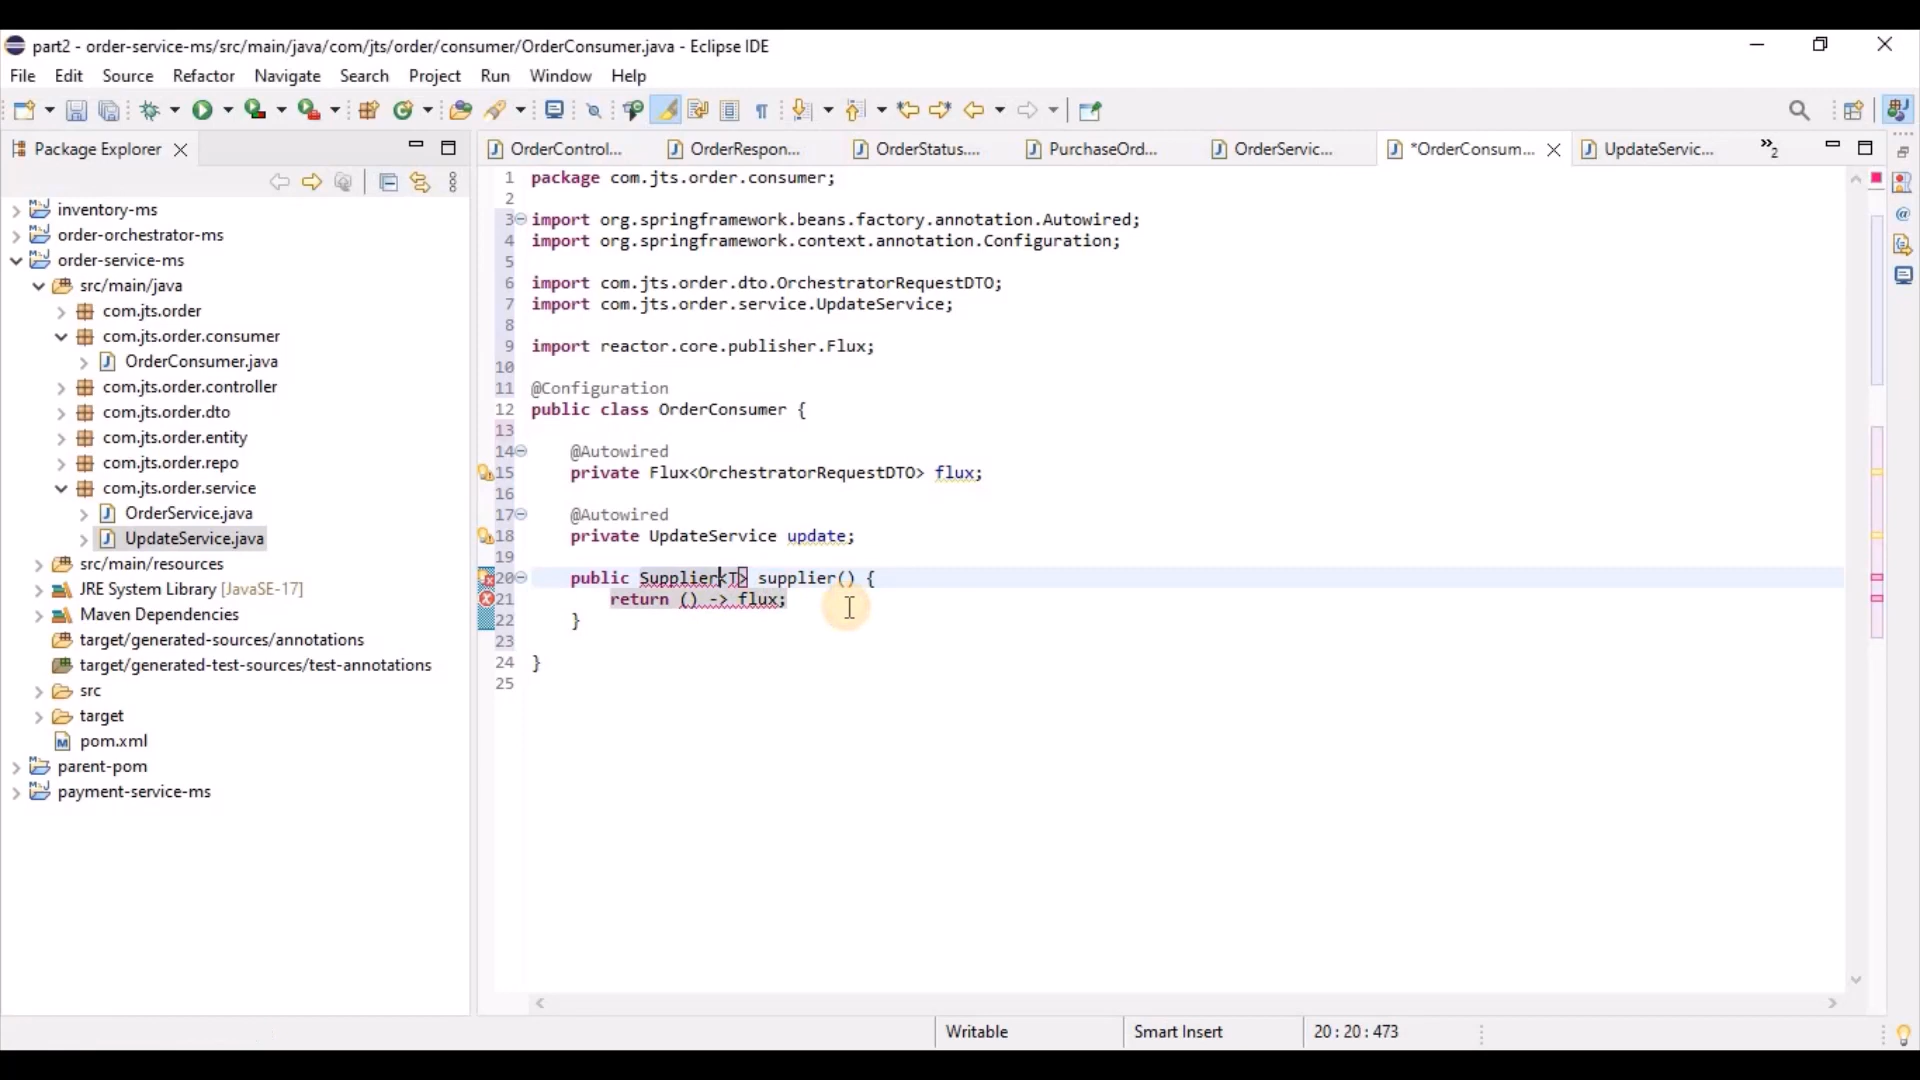 part2 - order-service-ms/src/main/java/com/jts/order/consumer/OrderConsumer.java - Eclipse IDE
File Edit Source Refactor Navigate Search Project Run Window Help
Package Explorer
inventory-ms
order-orchestrator-ms
order-service-ms
src/main/java
com.jts.order
com.jts.order.consumer
OrderConsumer.java
com.jts.order.controller
com.jts.order.dto
com.jts.order.entity
com.jts.order.repo
com.jts.order.service
OrderService.java
UpdateService.java
src/main/resources
JRE System Library [JavaSE-17]
Maven Dependencies
target/generated-sources/annotations
target/generated-test-sources/test-annotations
src
target
pom.xml
parent-pom
payment-service-ms
OrderControl... OrderRespon... OrderStatus.... PurchaseOrd... OrderServic... *OrderConsum... UpdateServic... »2
1 package com.jts.order.consumer;
2
3 import org.springframework.beans.factory.annotation.Autowired;
4 import org.springframework.context.annotation.Configuration;
5
6 import com.jts.order.dto.OrchestratorRequestDTO;
7 import com.jts.order.service.UpdateService;
8
9 import reactor.core.publisher.Flux;
10
11 @Configuration
12 public class OrderConsumer {
13
14 @Autowired
15 private Flux<OrchestratorRequestDTO> flux;
16
17 @Autowired
18 private UpdateService update;
19
20 public Supplier<T> supplier() {
21 return () -> flux;
22 }
23
24 }
25
Writable Smart Insert 20 : 20 : 473